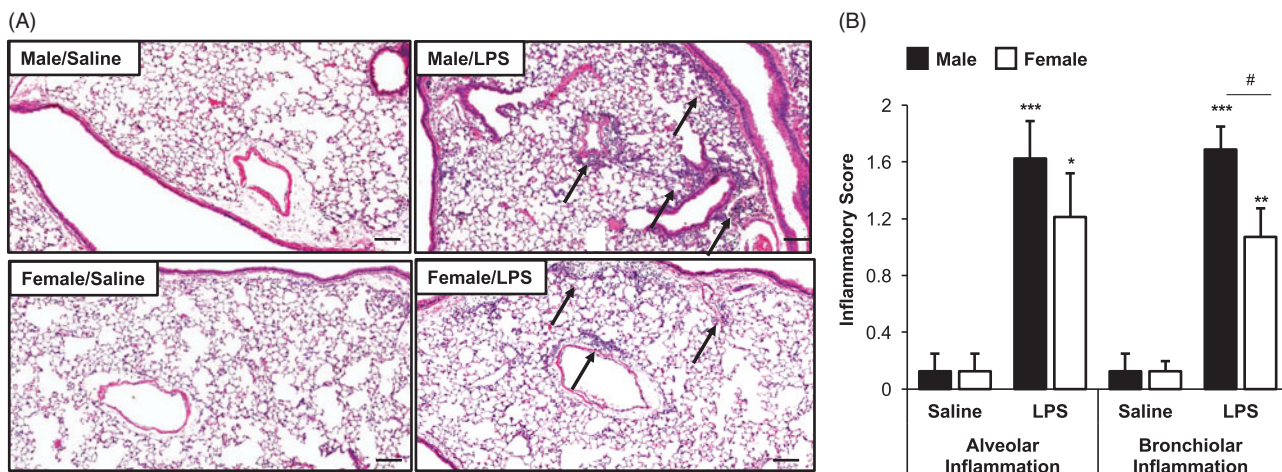 (A)
Male/Saline
Male/LPS
Female/Saline
Female/LPS
(B)
Male Female
#
*** ***
* **
Inflammatory Score
2
1.6
1.2
0.8
0.4
0
Saline LPS Saline LPS
Alveolar Inflammation
Bronchiolar Inflammation